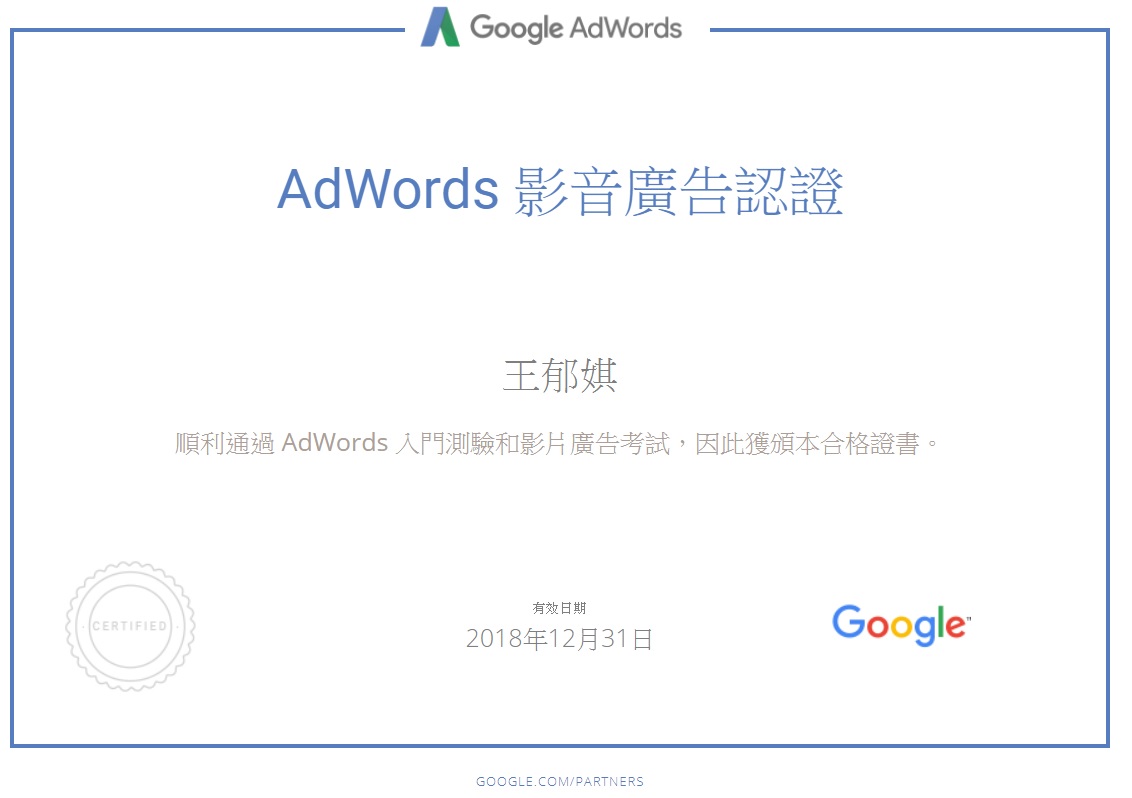 Google AdWords
AdWords 影音廣告認證
王郁娸
順利通過 AdWords 入門測驗和影片廣告考試，因此獲頒本合格證書。
CERTIFIED
有效日期
2018年12月31日
Google™
GOOGLE.COM/PARTNERS